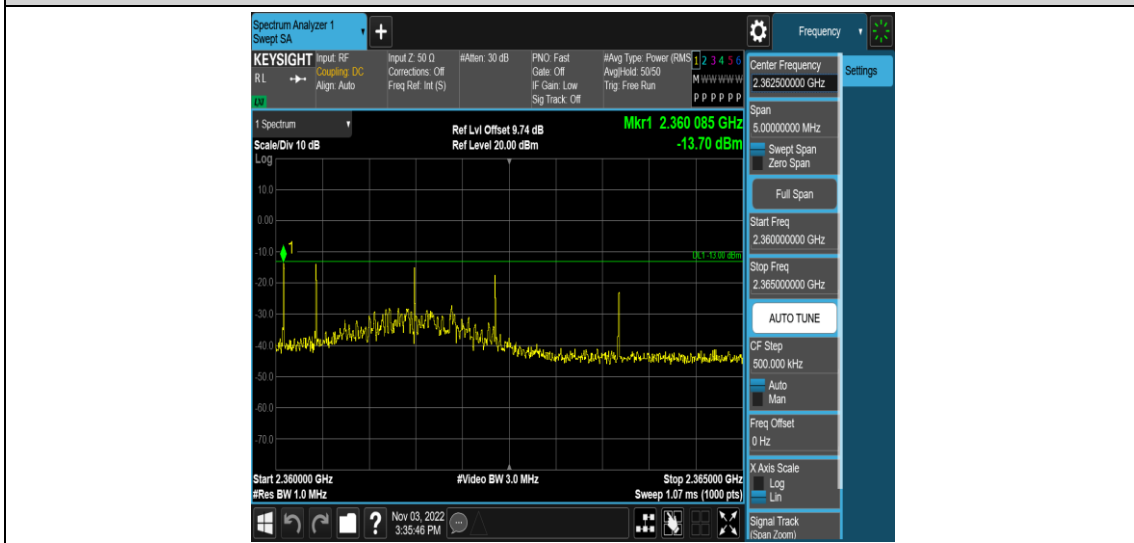 Spectrum Analyzer 1
Swept SA
+
Frequency
KEYSIGHT
RL
LXI
Input: RF
Coupling: DC
Align: Auto
Input Z: 50 Ω
Corrections: Off
Freq Ref: Int (S)
#Atten: 30 dB
PNO: Fast
Gate: Off
IF Gain: Low
Sig Track: Off
#Avg Type: Power (RMS
Avg|Hold: 50/50
Trig: Free Run
1 2 3 4 5 6
M W W W W W
P P P P P P
1 Spectrum
Scale/Div 10 dB
Log
Ref Lvl Offset 9.74 dB
Ref Level 20.00 dBm
Mkr1 2.360 085 GHz
-13.70 dBm
10.0
0.00
-10.0
1
DL1 -13.00 dBm
-20.0
-30.0
-40.0
-50.0
-60.0
-70.0
Start 2.360000 GHz
#Res BW 1.0 MHz
#Video BW 3.0 MHz
Stop 2.365000 GHz
Sweep 1.07 ms (1000 pts)
Center Frequency
2.362500000 GHz
Settings
Span
5.00000000 MHz
Swept Span
Zero Span
Full Span
Start Freq
2.360000000 GHz
Stop Freq
2.365000000 GHz
AUTO TUNE
CF Step
500.000 kHz
Auto
Man
Freq Offset
0 Hz
X Axis Scale
Log
Lin
Signal Track
(Span Zoom)
?
Nov 03, 2022
3:35:46 PM